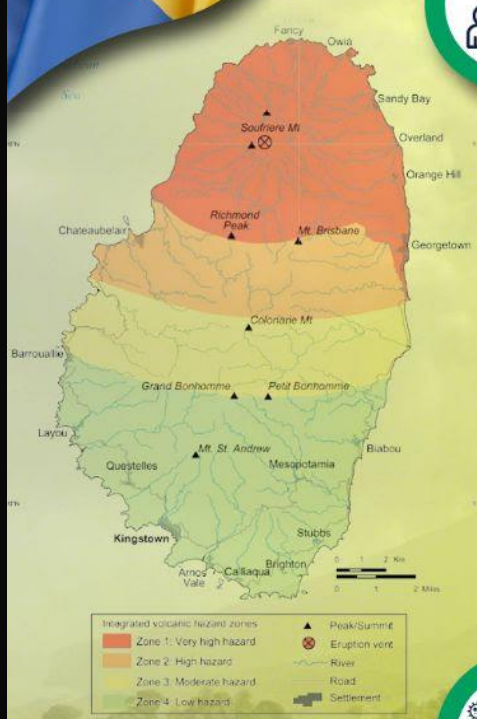 Fancy
Owia
Sea
Sandy Bay
Soufriere Mt
Overland
Orange Hill
Richmond
Peak
Mt. Brisbane
Chateaubelair
Georgetown
Colonarie Mt
Barrouallie
Grand Bonhomme
Petit Bonhomme
Layou
Biabou
Mt. St. Andrew
Questelles
Mesopotamia
Kingstown
Stubbs
Arnos
Vale
Calliaqua
Brighton
0 1 2 Km
0 1 2 Miles
Integrated volcanic hazard zones
Zone 1: Very high hazard
Zone 2: High hazard
Zone 3: Moderate hazard
Zone 4: Low hazard
Peak/Summit
Eruption vent
River
Road
Settlement